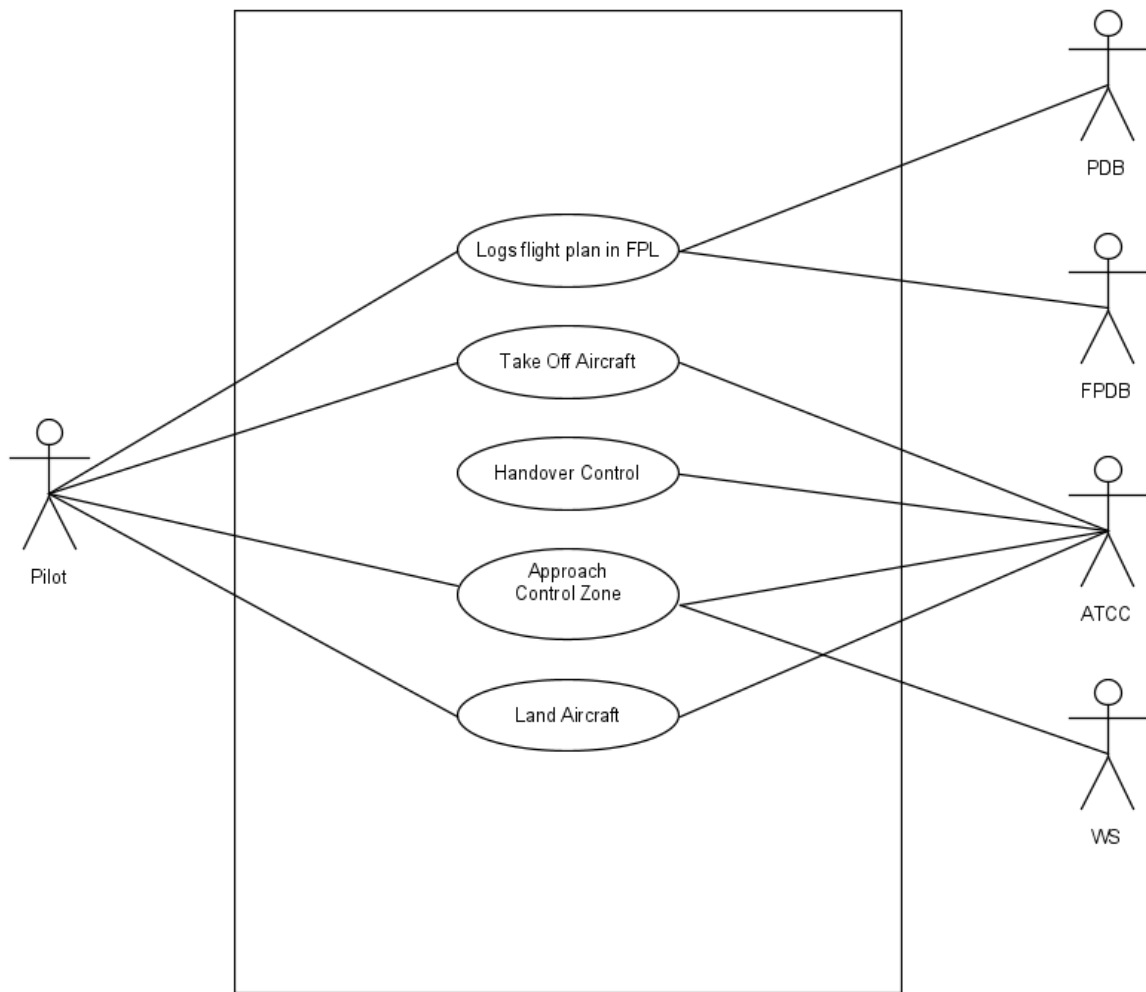 PDB
Logs flight plan in FPL
FPDB
Take Off Aircraft
Handover Control
Pilot
Approach
Control Zone
ATCC
Land Aircraft
WS